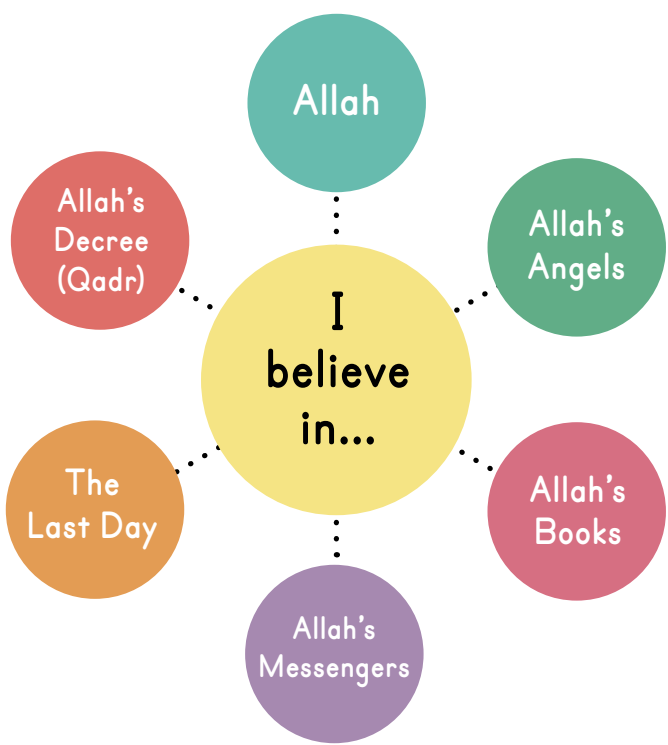 I
believe
in...
Allah
Allah's
Angels
Allah's
Books
Allah's
Messengers
The
Last Day
Allah's
Decree
(Qadr)